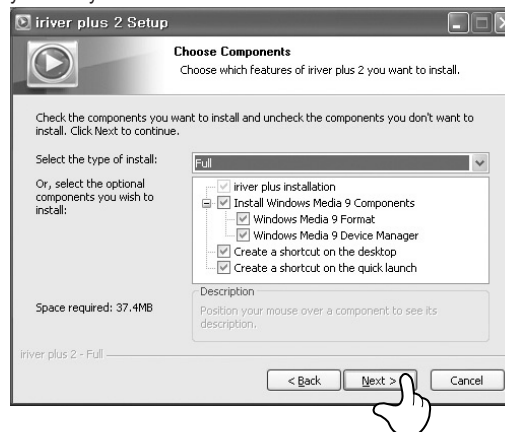 iriver plus 2 Setup
Choose Components
Choose which features of iriver plus 2 you want to install.
Check the components you want to install and uncheck the components you don't want to
install. Click Next to continue.
Select the type of install:
Full
Or, select the optional
components you wish to
install:
iriver plus installation
Install Windows Media 9 Components
Windows Media 9 Format
Windows Media 9 Device Manager
Create a shortcut on the desktop
Create a shortcut on the quick launch
Space required: 37.4MB
Description
Position your mouse over a component to see its
description.
iriver plus 2 - Full
< Back
Next >
Cancel